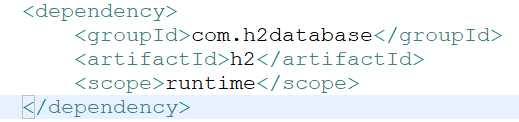 <dependency>
<groupId>com.h2database</groupId>
<artifactId>h2</artifactId>
<scope>runtime</scope>
</dependency>